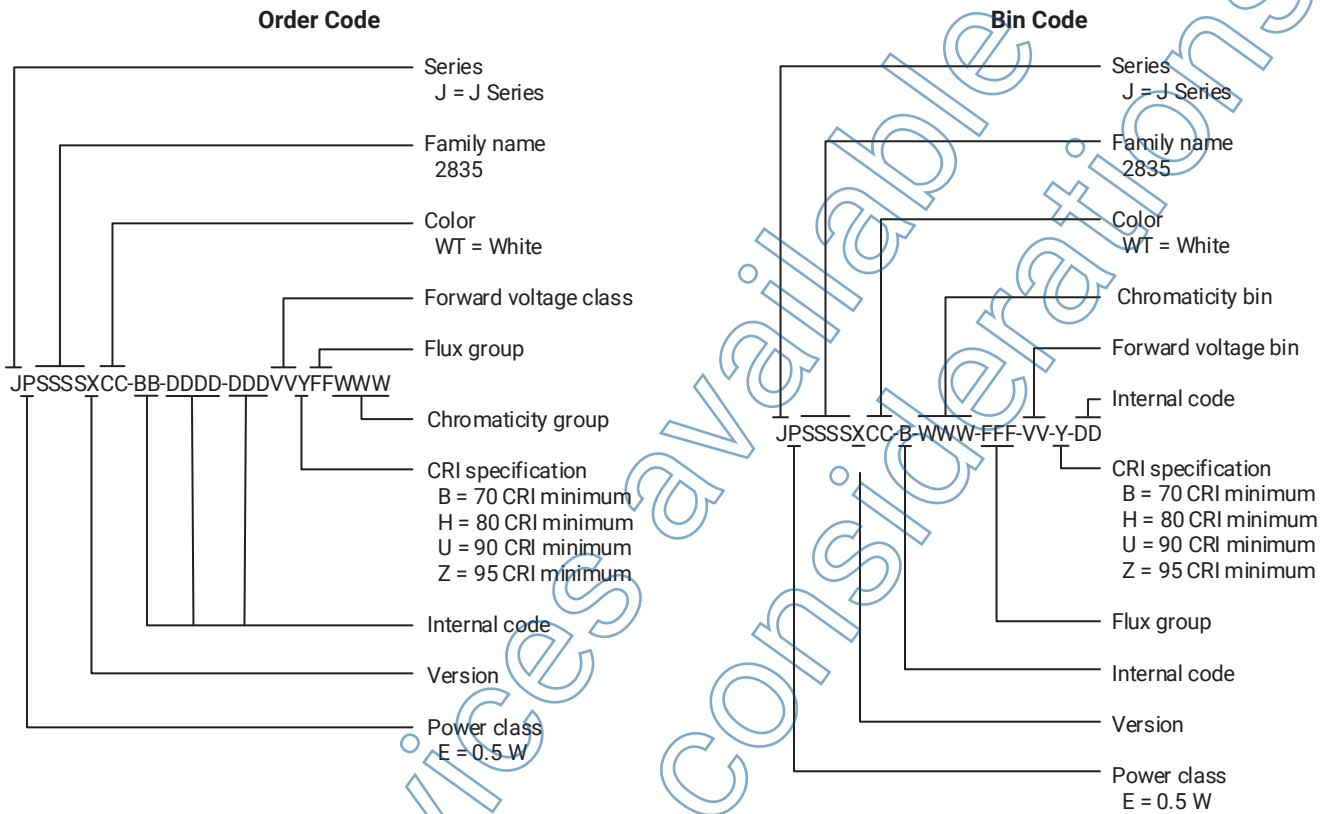 Order Code
Series
J = J Series
Family name
2835
Color
WT = White
Forward voltage class
Flux group
JPSSSSXCC-BB-DDDD-DDDVVYFFWWW
Chromaticity group
CRI specification
B = 70 CRI minimum
H = 80 CRI minimum
U = 90 CRI minimum
Z = 95 CRI minimum
Internal code
Version
Power class
E = 0.5 W
Bin Code
Series
J = J Series
Family name
2835
Color
WT = White
Chromaticity bin
Forward voltage bin
Internal code
JPSSSSXCC-B-WWW-FFF-VV-Y-DD
CRI specification
B = 70 CRI minimum
H = 80 CRI minimum
U = 90 CRI minimum
Z = 95 CRI minimum
Flux group
Internal code
Version
Power class
E = 0.5 W
vices available
considerations